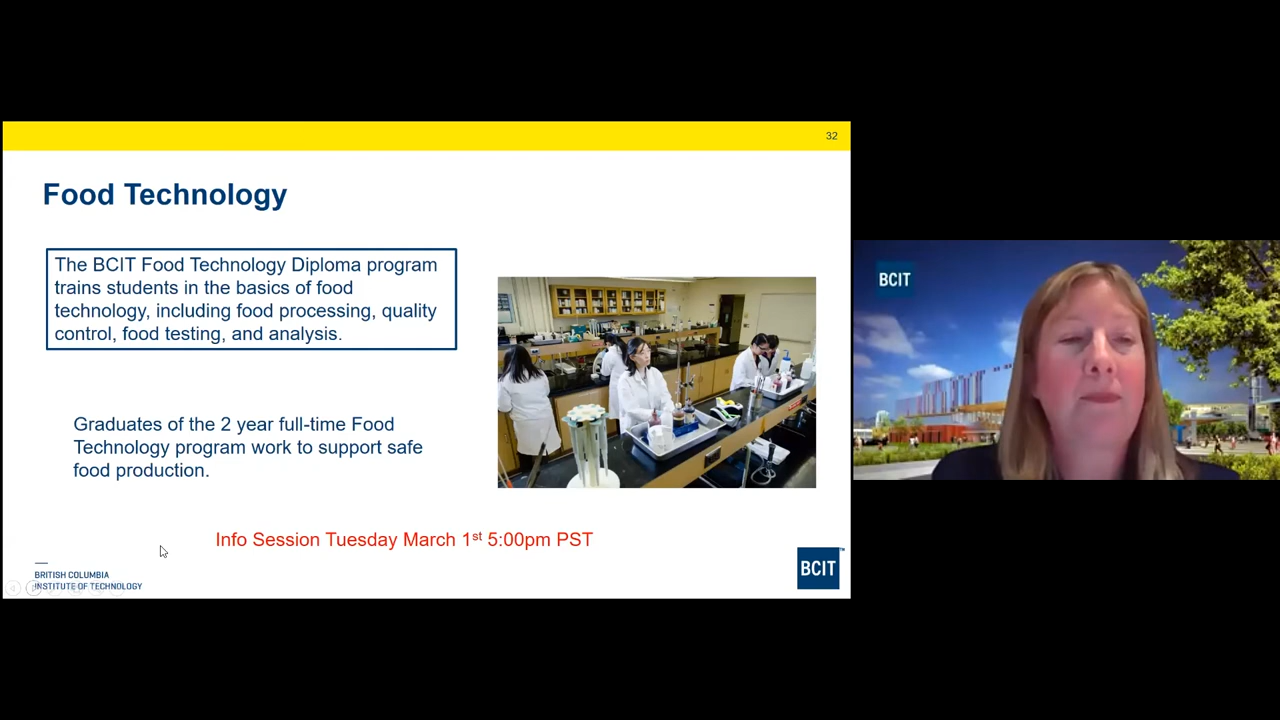 32
Food Technology
The BCIT Food Technology Diploma program
trains students in the basics of food
technology, including food processing, quality
control, food testing, and analysis.
Graduates of the 2 year full-time Food
Technology program work to support safe
food production.
Info Session Tuesday March 1st 5:00pm PST
BRITISH COLUMBIA
INSTITUTE OF TECHNOLOGY
BCIT™
BCIT